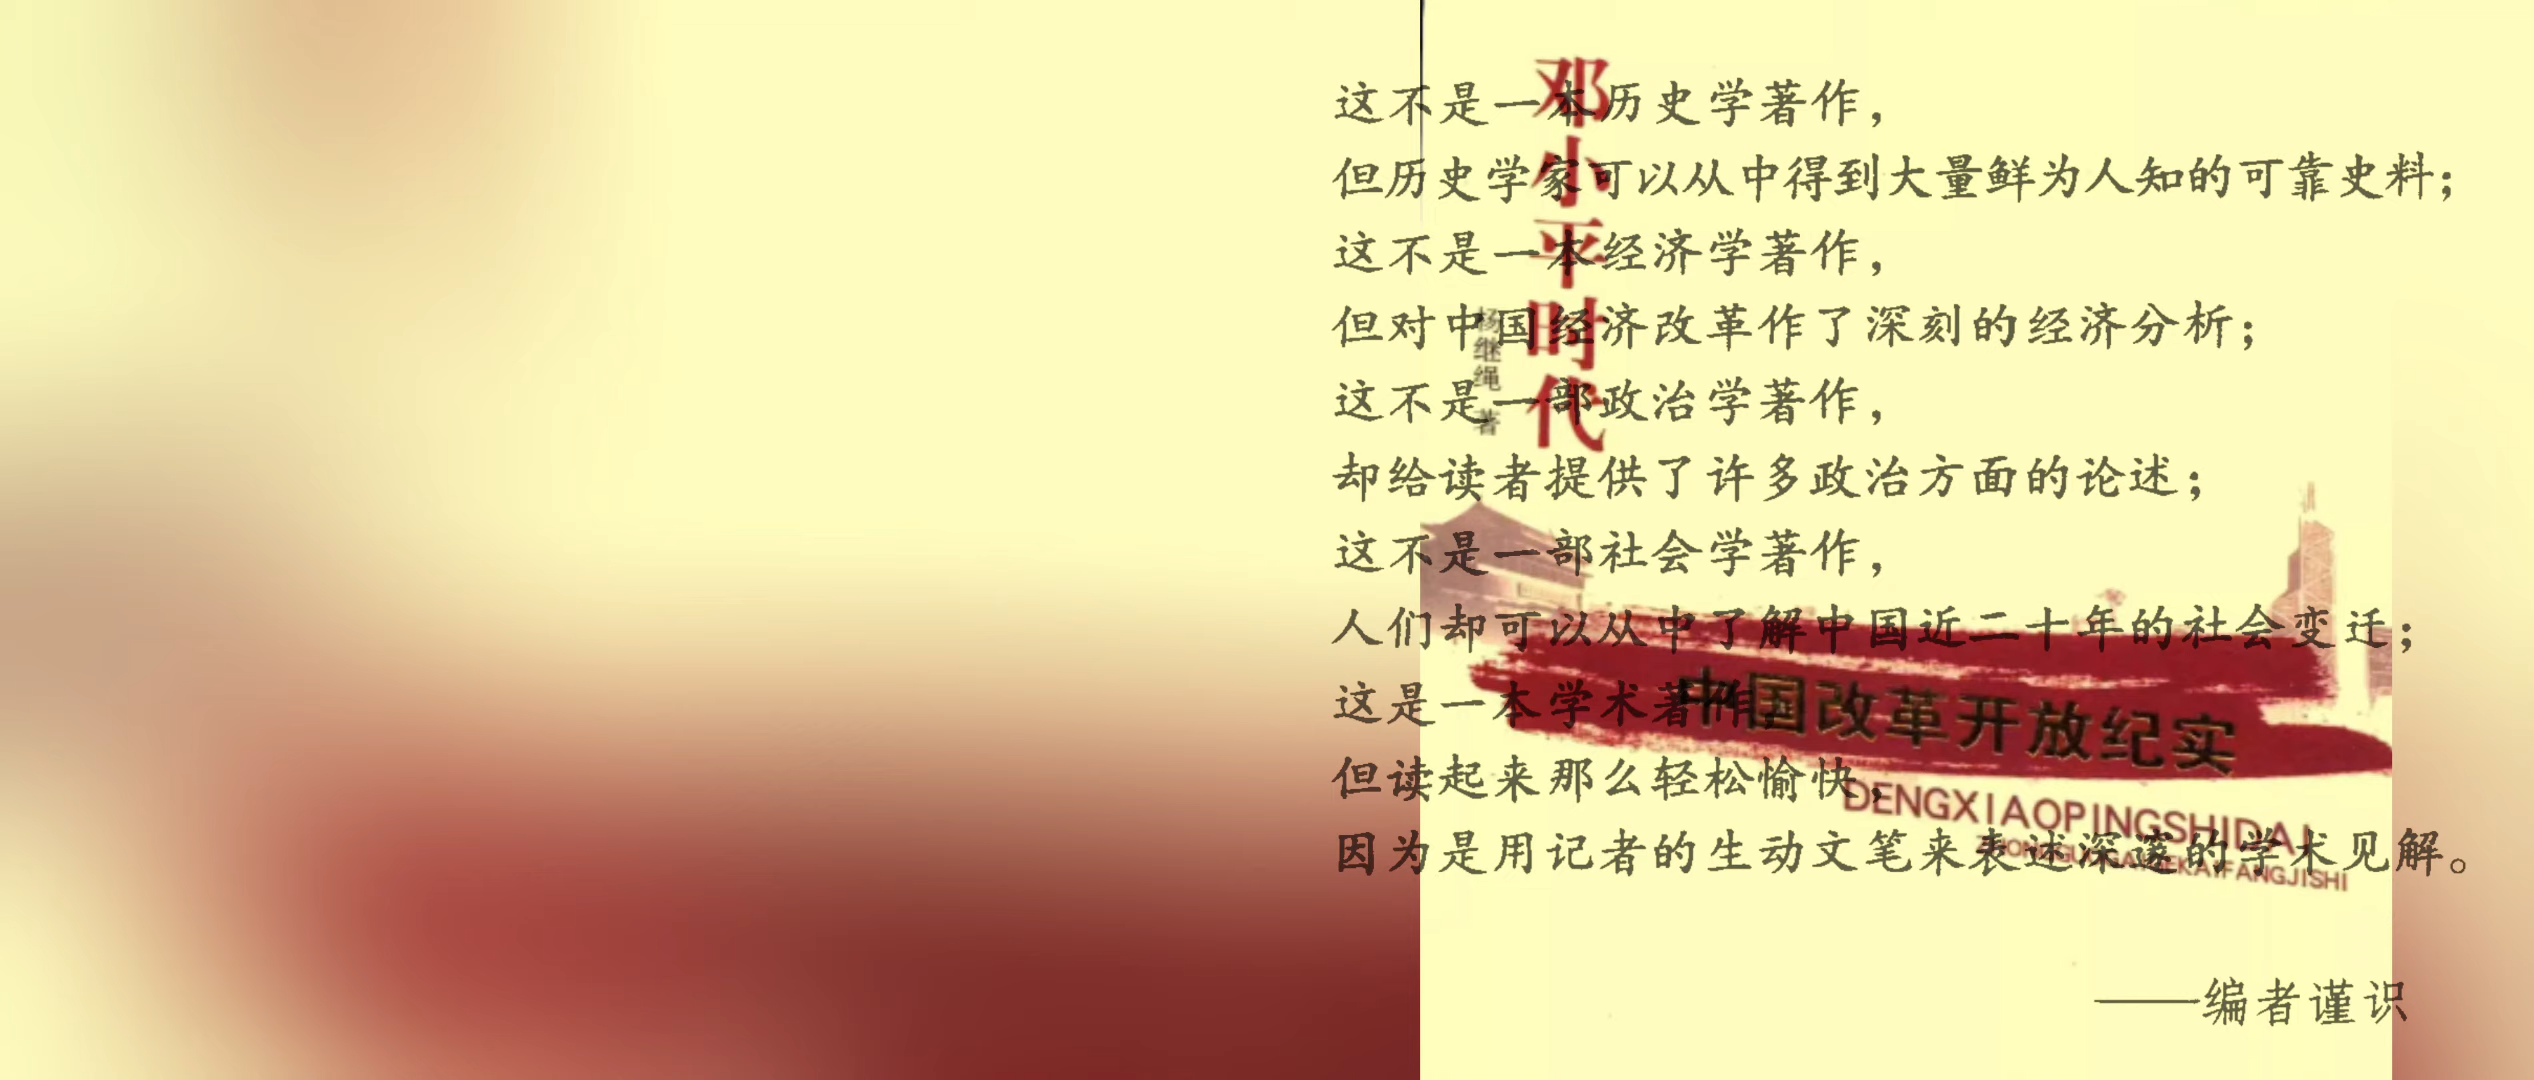 这不是一本历史学著作，
但历史学家可以从中得到大量鲜为人知的可靠史料；
这不是一本经济学著作，
但对中国经济改革作了深刻的经济分析；
这不是一部政治学著作，
却给读者提供了许多政治方面的论述；
这不是一部社会学著作，
人们却可以从中了解中国近二十年的社会变迁；
这是一本学术著作，
但读起来那么轻松愉快，
因为是用记者的生动文笔来表述深邃的学术见解。
——编者谨识
邓小平时代
杨继绳 著
中国改革开放纪实
DENGXIAOPINGSHIDAI